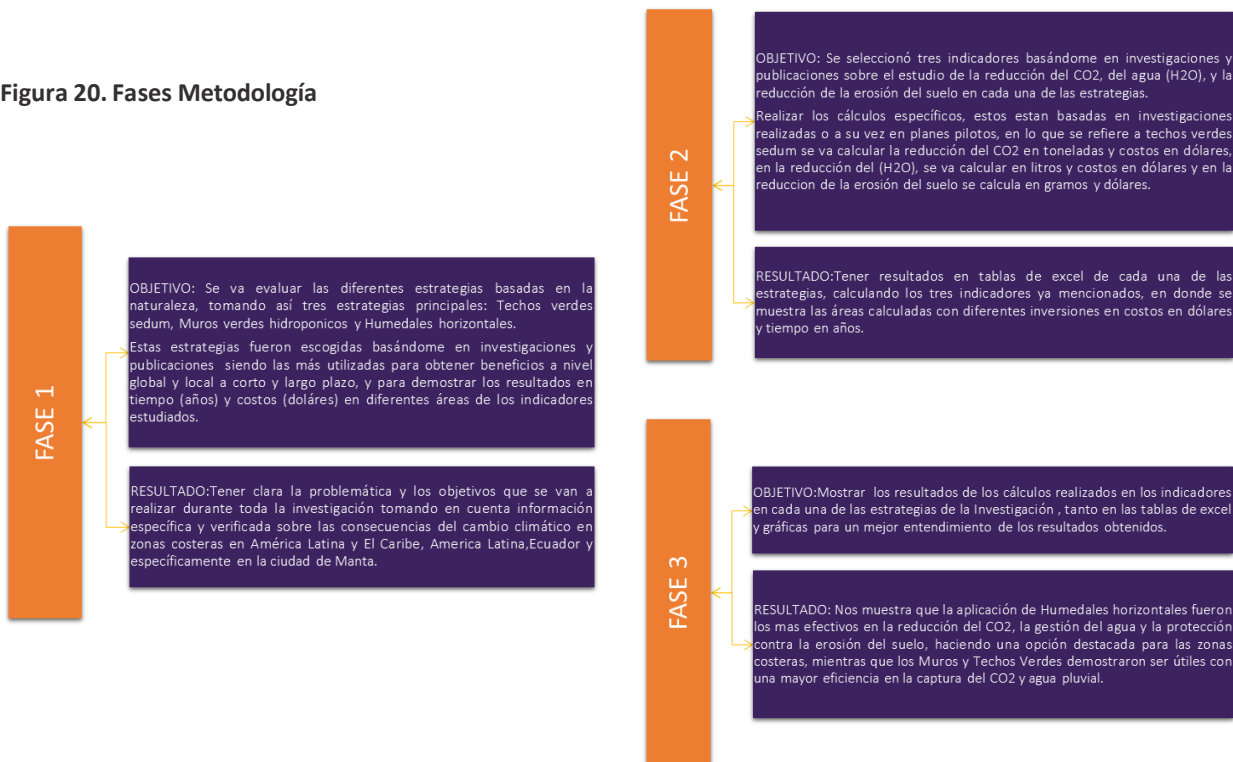 Figura 20. Fases Metodología
FASE 1
OBJETIVO: Se va evaluar las diferentes estrategias basadas en la
naturaleza, tomando así tres estrategias principales: Techos verdes
sedum, Muros verdes hidroponicos y Humedales horizontales.
Estas estrategias fueron escogidas basándome en investigaciones y
publicaciones siendo las más utilizadas para obtener beneficios a nivel
global y local a corto y largo plazo, y para demostrar los resultados en
tiempo (años) y costos (doláres) en diferentes áreas de los indicadores
estudiados.
RESULTADO:Tener clara la problemática y los objetivos que se van a
realizar durante toda la investigación tomando en cuenta información
específica y verificada sobre las consecuencias del cambio climático en
zonas costeras en América Latina y El Caribe, America Latina,Ecuador y
específicamente en la ciudad de Manta.
FASE 2
OBJETIVO: Se seleccionó tres indicadores basándome en investigaciones y
publicaciones sobre el estudio de la reducción del CO2, del agua (H2O), y la
reducción de la erosión del suelo en cada una de las estrategias.
Realizar los cálculos específicos, estos estan basadas en investigaciones
realizadas o a su vez en planes pilotos, en lo que se refiere a techos verdes
sedum se va calcular la reducción del CO2 en toneladas y costos en dólares,
en la reducción del (H2O), se va calcular en litros y costos en dólares y en la
reduccion de la erosión del suelo se calcula en gramos y dólares.
RESULTADO:Tener resultados en tablas de excel de cada una de las
estrategias, calculando los tres indicadores ya mencionados, en donde se
muestra las áreas calculadas con diferentes inversiones en costos en dólares
y tiempo en años.
FASE 3
OBJETIVO:Mostrar los resultados de los cálculos realizados en los indicadores
en cada una de las estrategias de la Investigación , tanto en las tablas de excel
y gráficas para un mejor entendimiento de los resultados obtenidos.
RESULTADO: Nos muestra que la aplicación de Humedales horizontales fueron
los mas efectivos en la reducción del CO2, la gestión del agua y la protección
contra la erosión del suelo, haciendo una opción destacada para las zonas
costeras, mientras que los Muros y Techos Verdes demostraron ser útiles con
una mayor eficiencia en la captura del CO2 y agua pluvial.